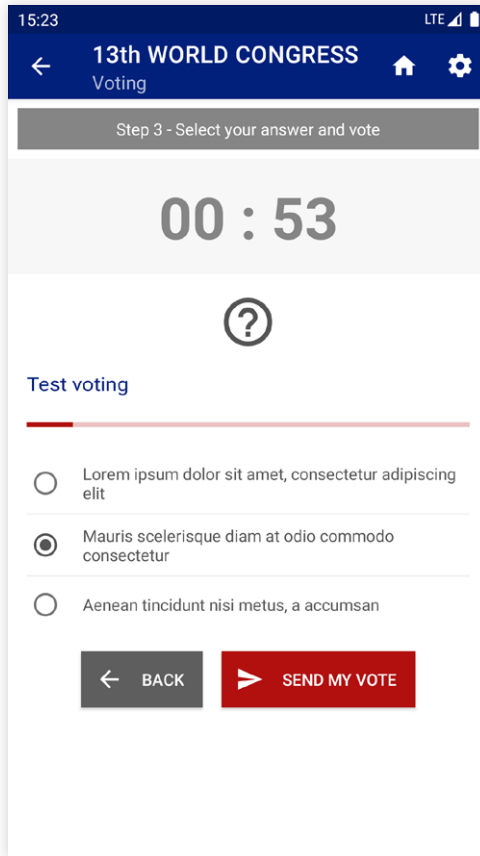 15:23 LTE
13th WORLD CONGRESS
Voting
Step 3 - Select your answer and vote
00 : 53
?
Test voting
Lorem ipsum dolor sit amet, consectetur adipiscing
elit
Mauris scelerisque diam at odio commodo
consectetur
Aenean tincidunt nisi metus, a accumsan
BACK SEND MY VOTE